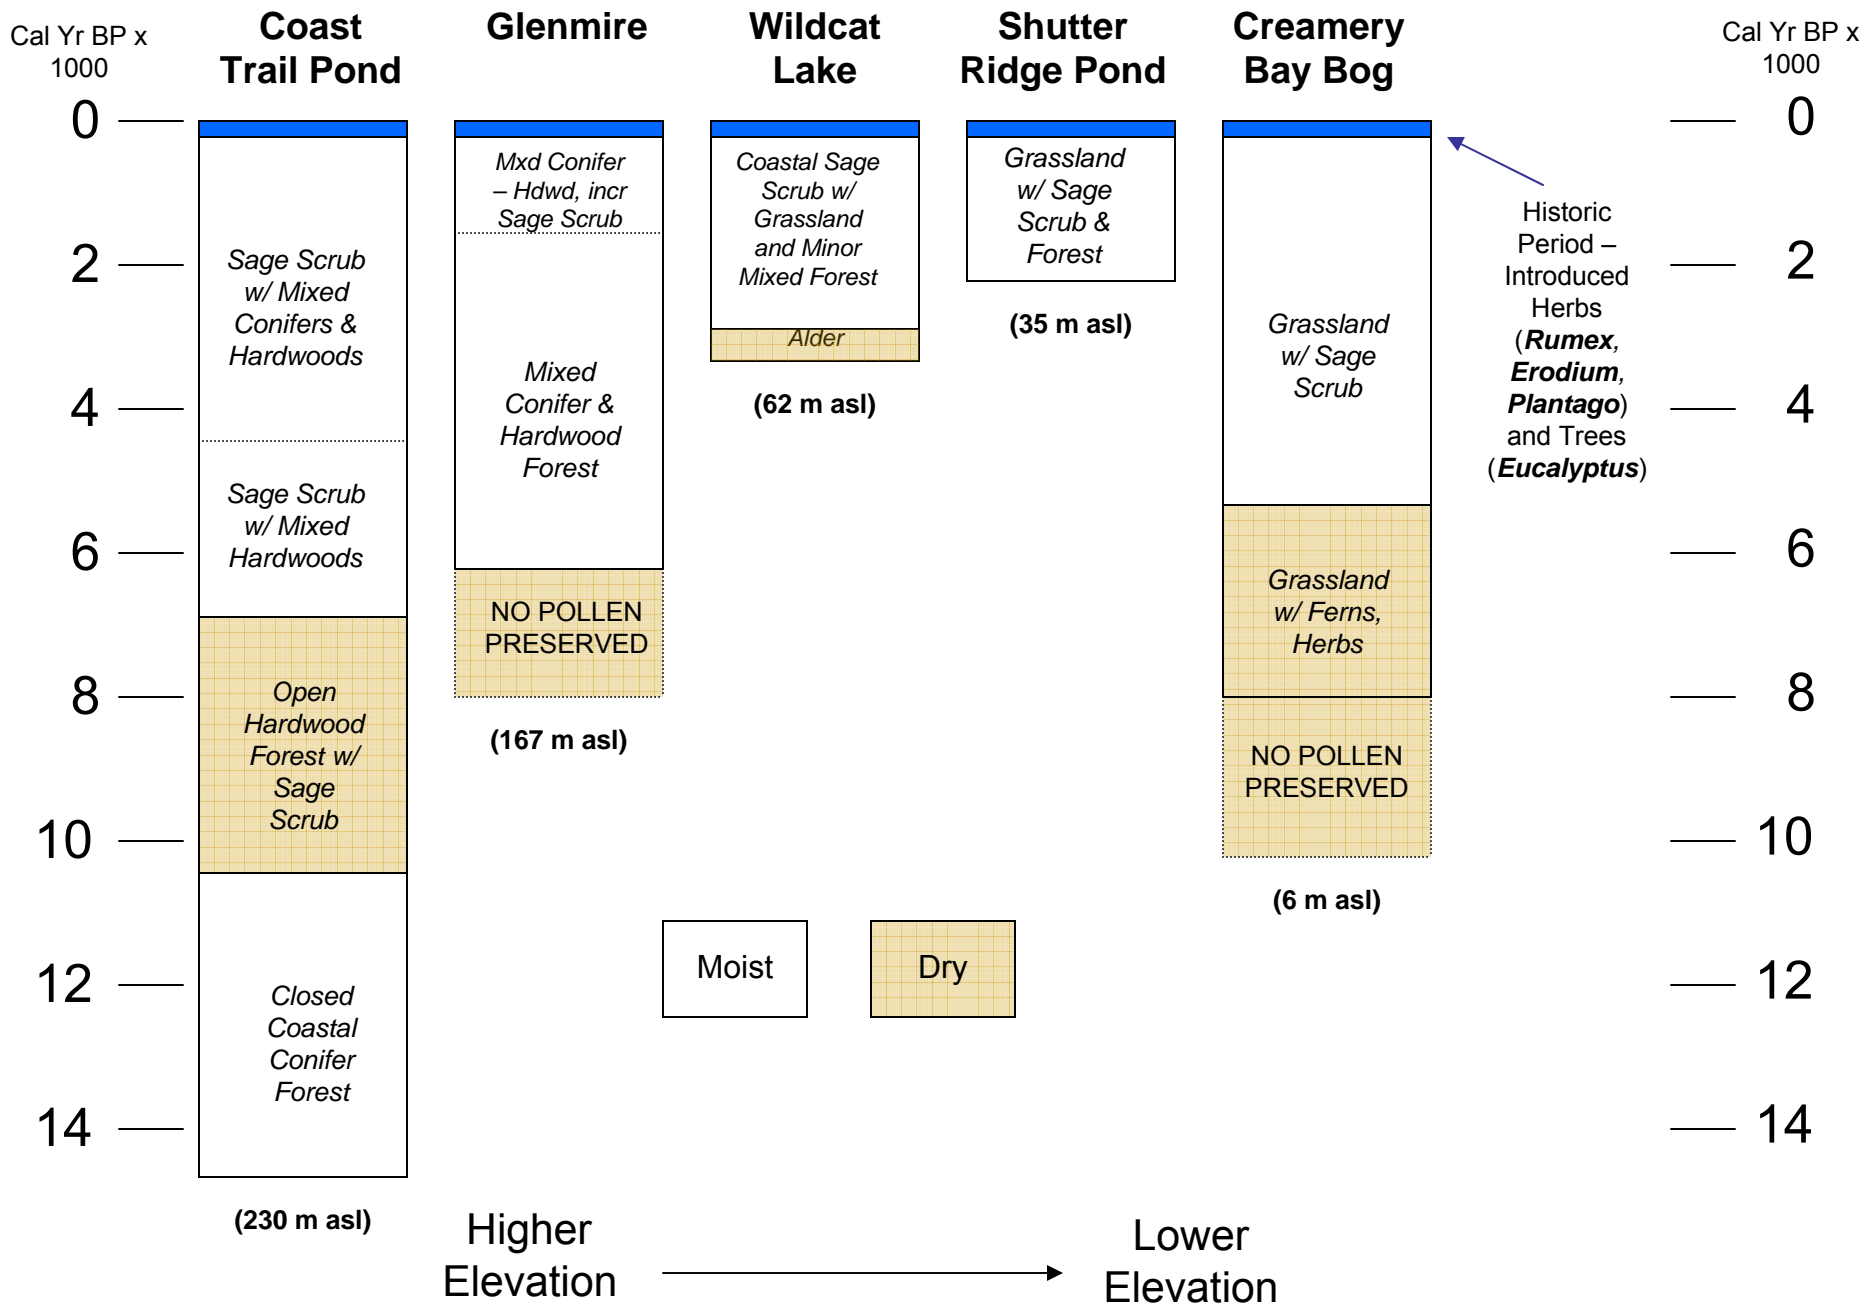 Cal Yr BP x
1000
Coast
Trail Pond
Glenmire
Wildcat
Lake
Shutter
Ridge Pond
Creamery
Bay Bog
Cal Yr BP x
1000
0
2
4
6
8
10
12
14
Sage Scrub
w/ Mixed
Conifers &
Hardwoods
Sage Scrub
w/ Mixed
Hardwoods
Open
Hardwood
Forest w/
Sage
Scrub
Closed
Coastal
Conifer
Forest
(230 m asl)
Mxd Conifer
– Hdwd, incr
Sage Scrub
Mixed
Conifer &
Hardwood
Forest
NO POLLEN
PRESERVED
(167 m asl)
Coastal Sage
Scrub w/
Grassland
and Minor
Mixed Forest
Alder
(62 m asl)
Grassland
w/ Sage
Scrub &
Forest
(35 m asl)
Grassland
w/ Sage
Scrub
Grassland
w/ Ferns,
Herbs
NO POLLEN
PRESERVED
(6 m asl)
Historic
Period –
Introduced
Herbs
(Rumex,
Erodium,
Plantago)
and Trees
(Eucalyptus)
0
2
4
6
8
10
12
14
Moist
Dry
Higher
Elevation
Lower
Elevation